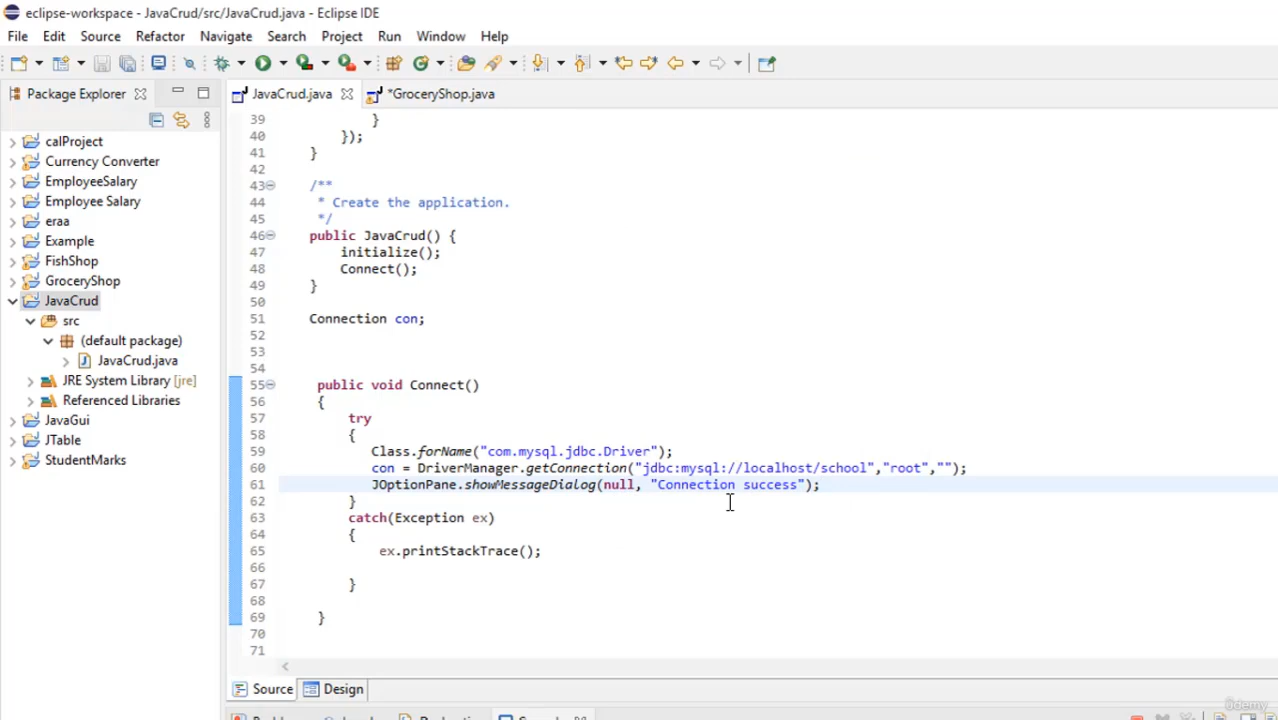 eclipse-workspace - JavaCrud/src/JavaCrud.java - Eclipse IDE
File Edit Source Refactor Navigate Search Project Run Window Help
Package Explorer
JavaCrud.java *GroceryShop.java
calProject
Currency Converter
EmployeeSalary
Employee Salary
eraa
Example
FishShop
GroceryShop
JavaCrud
src
(default package)
JavaCrud.java
JRE System Library [jre]
Referenced Libraries
JavaGui
JTable
StudentMarks
39 }
40 });
41 }
42
43 /**
44 * Create the application.
45 */
46 public JavaCrud() {
47 initialize();
48 Connect();
49 }
50
51 Connection con;
52
53
54
55 public void Connect()
56 {
57 try
58 {
59 Class.forName("com.mysql.jdbc.Driver");
60 con = DriverManager.getConnection("jdbc:mysql://localhost/school","root","");
61 JOptionPane.showMessageDialog(null, "Connection success");
62 }
63 catch(Exception ex)
64 {
65 ex.printStackTrace();
66
67 }
68
69 }
70
71
Source Design
ûdemy